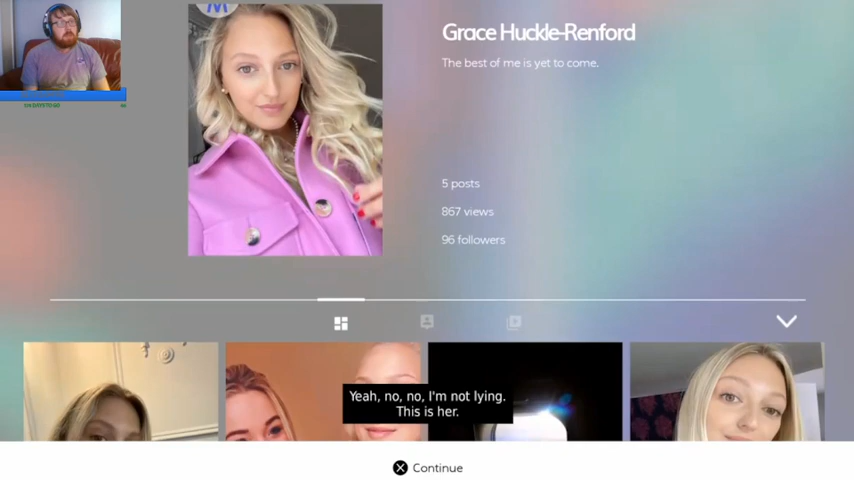 Grace Huckle-Renford
The best of me is yet to come.
5 posts
867 views
96 followers
Yeah, no, no, I'm not lying.
This is her.
Continue